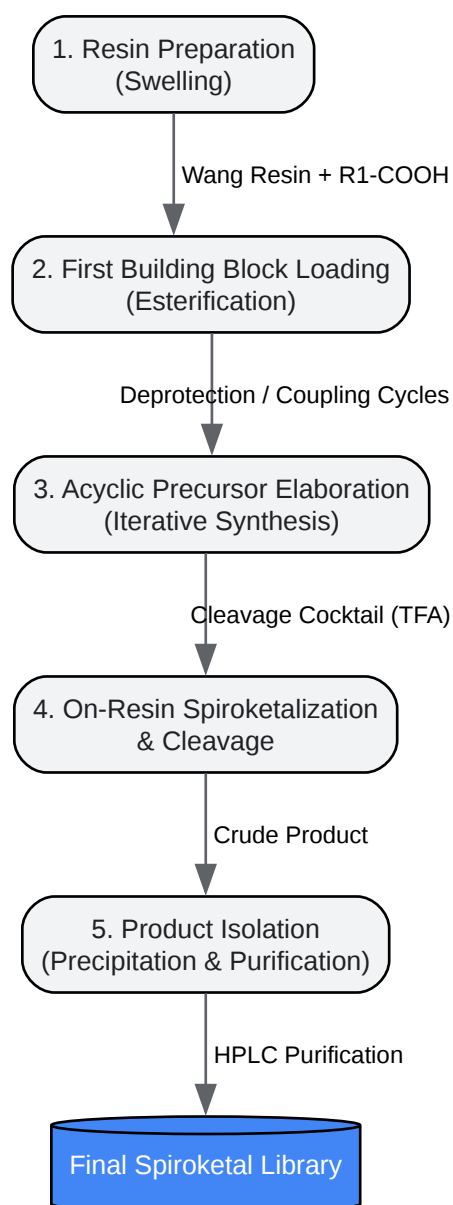 1. Resin Preparation
(Swelling)
Wang Resin + R1-COOH
2. First Building Block Loading
(Esterification)
Deprotection / Coupling Cycles
3. Acyclic Precursor Elaboration
(Iterative Synthesis)
Cleavage Cocktail (TFA)
4. On-Resin Spiroketalization
& Cleavage
Crude Product
5. Product Isolation
(Precipitation & Purification)
HPLC Purification
Final Spiroketal Library